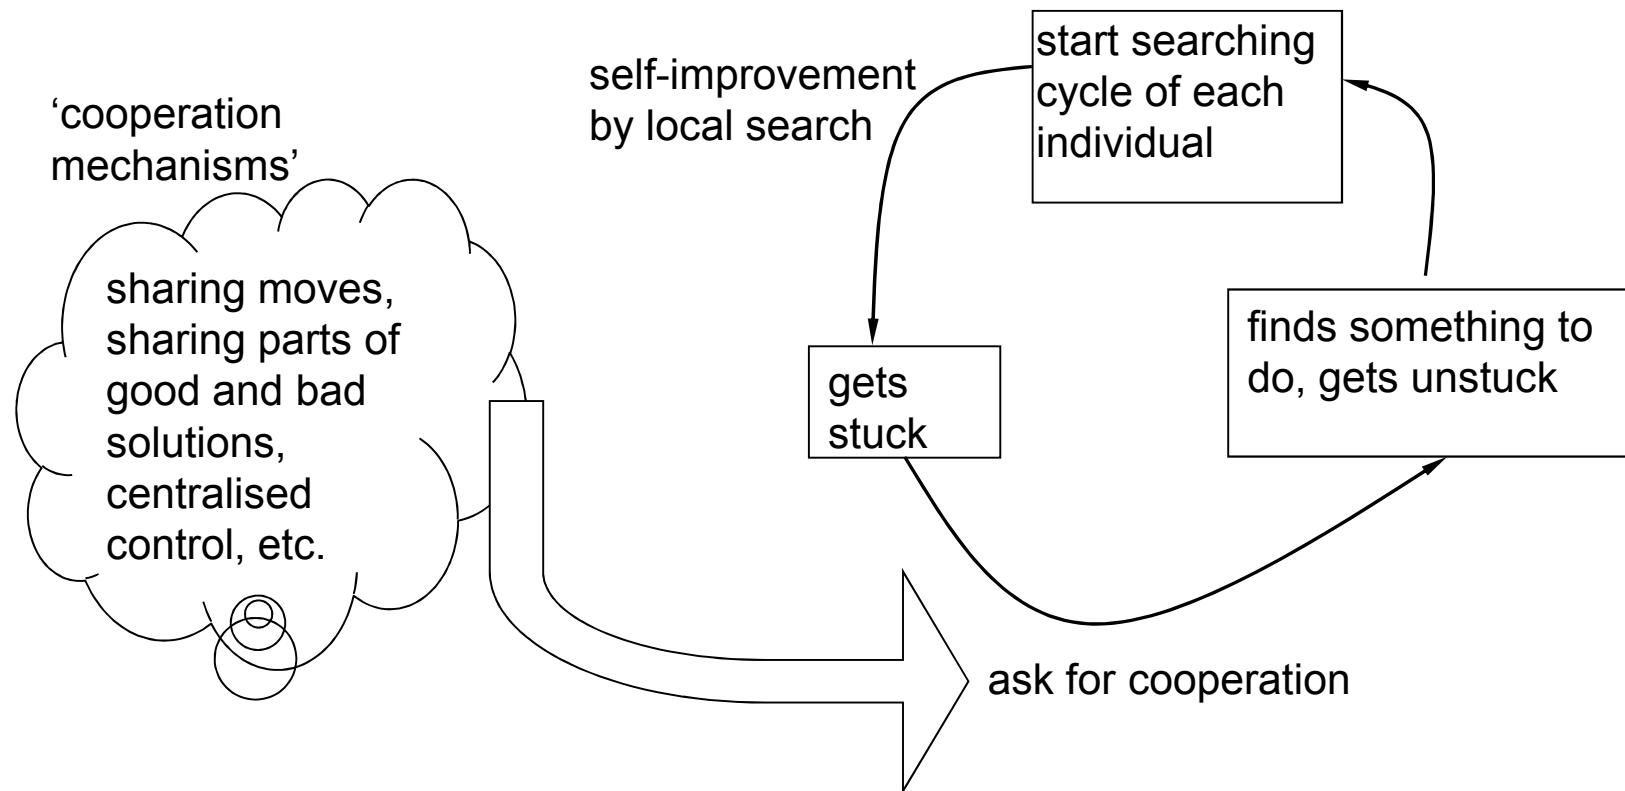 ‘cooperation
mechanisms’
sharing moves,
sharing parts of
good and bad
solutions,
centralised
control, etc.
self-improvement
by local search
start searching
cycle of each
individual
gets
stuck
finds something to
do, gets unstuck
ask for cooperation